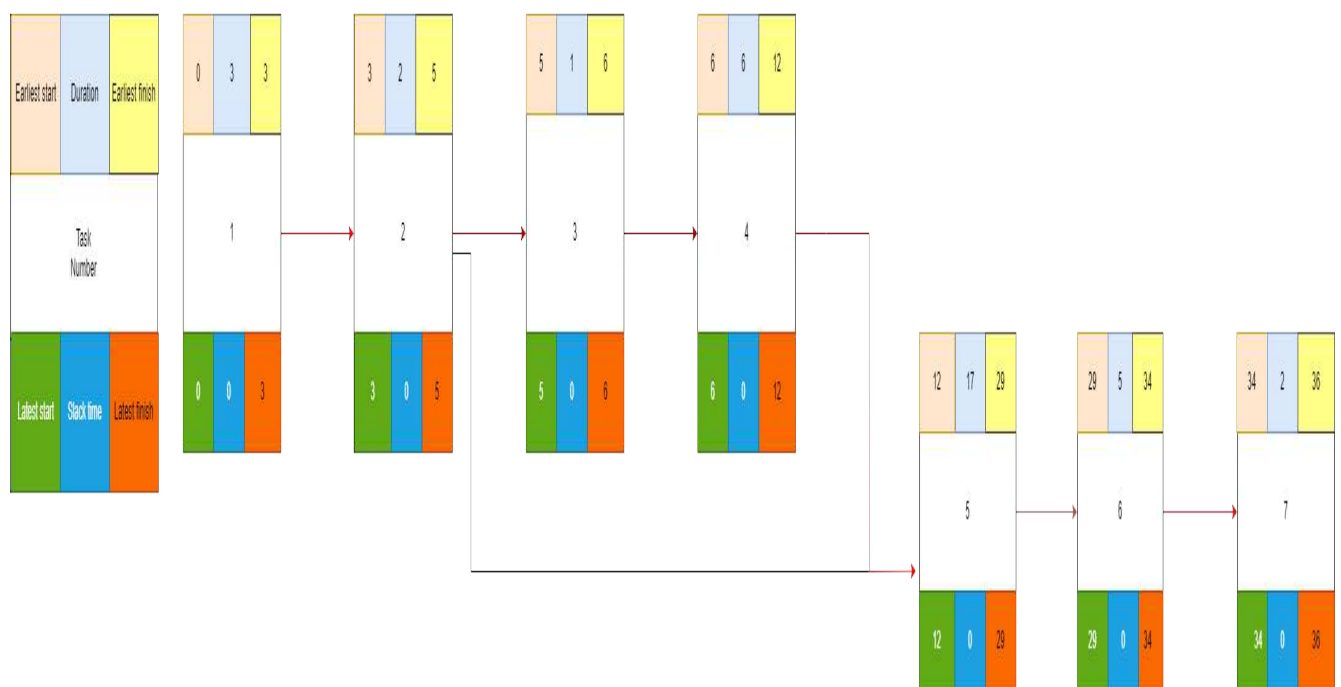 Earliest start Duration Earliest finish
Task
Number
Latest start Slack time Latest finish
0 3 3
1
0 0 3
3 2 5
2
3 0 5
5 1 6
3
5 0 6
6 6 12
4
6 0 12
12 17 29
5
12 0 29
29 5 34
6
29 0 34
34 2 36
7
34 0 36